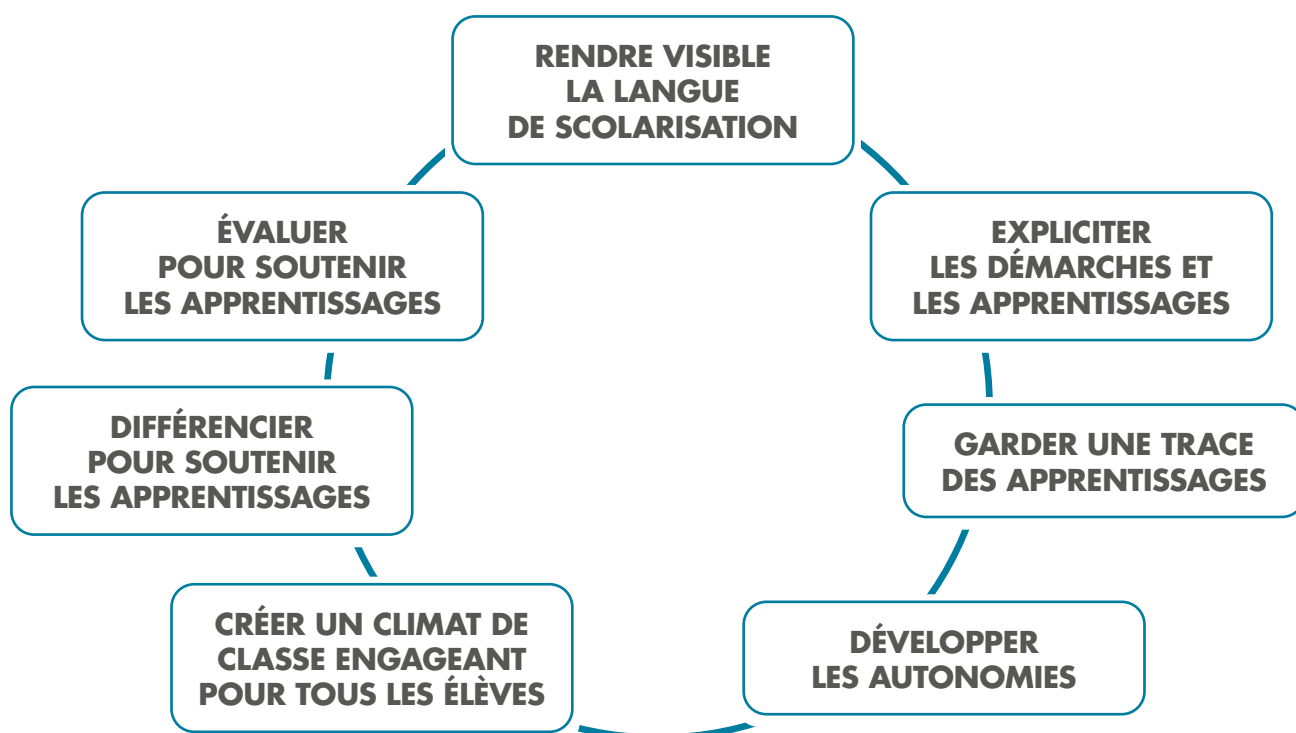 RENDRE VISIBLE
LA LANGUE
DE SCOLARISATION
EXPLICITER
LES DÉMARCHES ET
LES APPRENTISSAGES
GARDER UNE TRACE
DES APPRENTISSAGES
DÉVELOPPER
LES AUTONOMIES
CRÉER UN CLIMAT DE
CLASSE ENGAGEANT
POUR TOUS LES ÉLÈVES
DIFFÉRENCIER
POUR SOUTENIR
LES APPRENTISSAGES
ÉVALUER
POUR SOUTENIR
LES APPRENTISSAGES